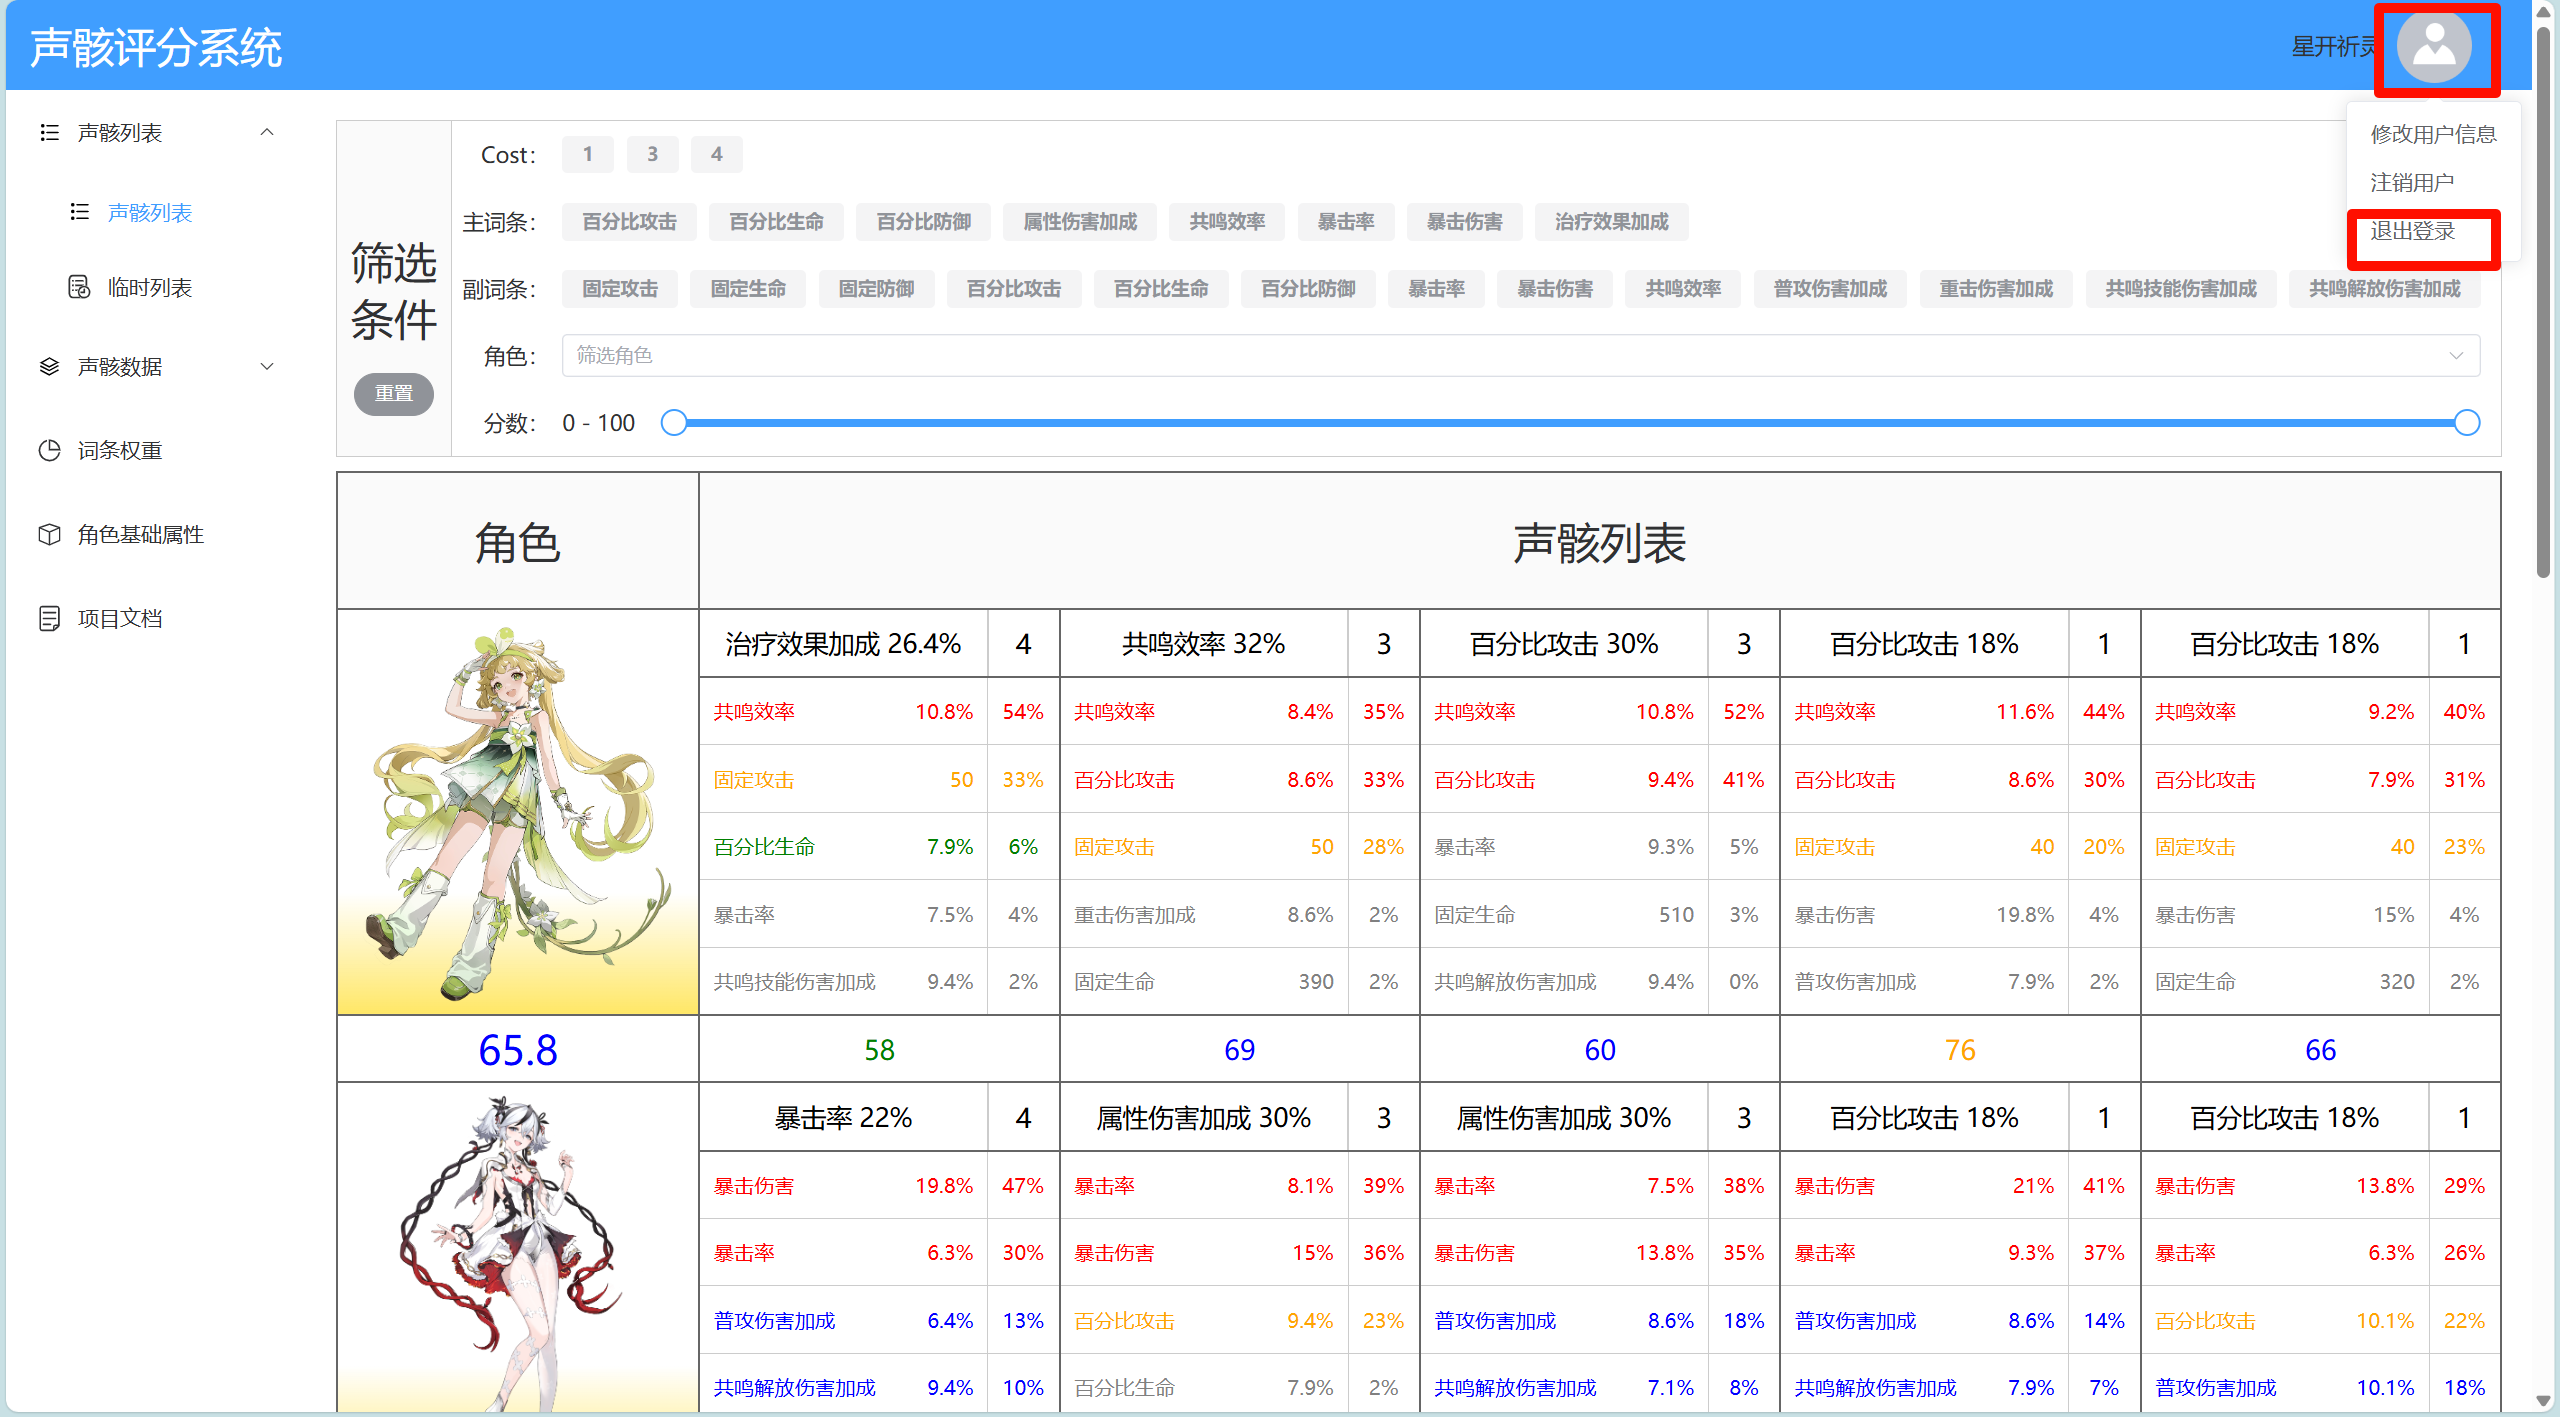 声骸评分系统
星开祈灵
修改用户信息
注销用户
退出登录
声骸列表
声骸列表
临时列表
声骸数据
词条权重
角色基础属性
项目文档
筛选
条件
重置
Cost: 1 3 4
主词条: 百分比攻击 百分比生命 百分比防御 属性伤害加成 共鸣效率 暴击率 暴击伤害 治疗效果加成
副词条: 固定攻击 固定生命 固定防御 百分比攻击 百分比生命 百分比防御 暴击率 暴击伤害 共鸣效率 普攻伤害加成 重击伤害加成 共鸣技能伤害加成 共鸣解放伤害加成
角色: 筛选角色
分数: 0 - 100
角色 声骸列表
治疗效果加成 26.4% 4 共鸣效率 32% 3 百分比攻击 30% 3 百分比攻击 18% 1 百分比攻击 18% 1
共鸣效率 10.8% 54% 共鸣效率 8.4% 35% 共鸣效率 10.8% 52% 共鸣效率 11.6% 44% 共鸣效率 9.2% 40%
固定攻击 50 33% 百分比攻击 8.6% 33% 百分比攻击 9.4% 41% 百分比攻击 8.6% 30% 百分比攻击 7.9% 31%
百分比生命 7.9% 6% 固定攻击 50 28% 暴击率 9.3% 5% 固定攻击 40 20% 固定攻击 40 23%
暴击率 7.5% 4% 重击伤害加成 8.6% 2% 固定生命 510 3% 暴击伤害 19.8% 4% 暴击伤害 15% 4%
共鸣技能伤害加成 9.4% 2% 固定生命 390 2% 共鸣解放伤害加成 9.4% 0% 普攻伤害加成 7.9% 2% 固定生命 320 2%
65.8 58 69 60 76 66
暴击率 22% 4 属性伤害加成 30% 3 属性伤害加成 30% 3 百分比攻击 18% 1 百分比攻击 18% 1
暴击伤害 19.8% 47% 暴击率 8.1% 39% 暴击率 7.5% 38% 暴击伤害 21% 41% 暴击伤害 13.8% 29%
暴击率 6.3% 30% 暴击伤害 15% 36% 暴击伤害 13.8% 35% 暴击率 9.3% 37% 暴击率 6.3% 26%
普攻伤害加成 6.4% 13% 百分比攻击 9.4% 23% 普攻伤害加成 8.6% 18% 普攻伤害加成 8.6% 14% 百分比攻击 10.1% 22%
共鸣解放伤害加成 9.4% 10% 百分比生命 7.9% 2% 共鸣解放伤害加成 7.1% 8% 共鸣解放伤害加成 7.9% 7% 普攻伤害加成 10.1% 18%